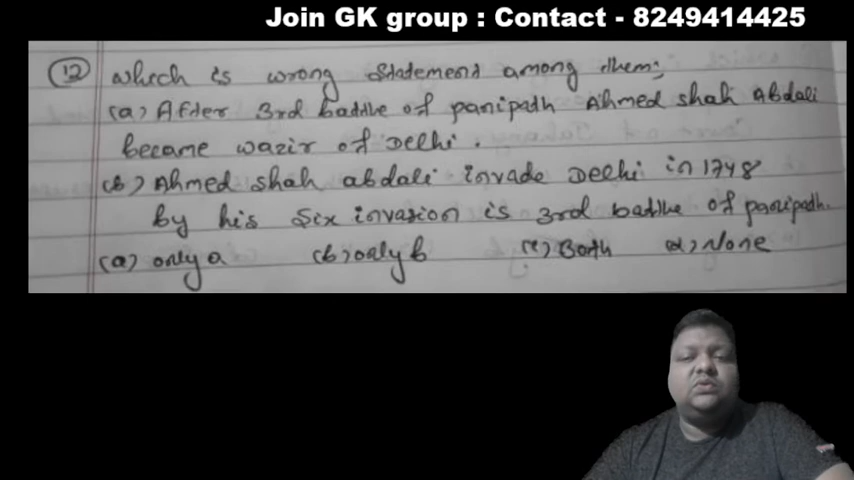 Join GK group : Contact - 8249414425
(12) which is wrong statement among them:
(a) After 3rd battle of panipath Ahmed shah Abdali
became wazir of Delhi .
(b) Ahmed shah abdali invade Delhi in 1748
by his six invasion is 3rd battle of panipath.
(a) only a (b) only b (c) Both d) None